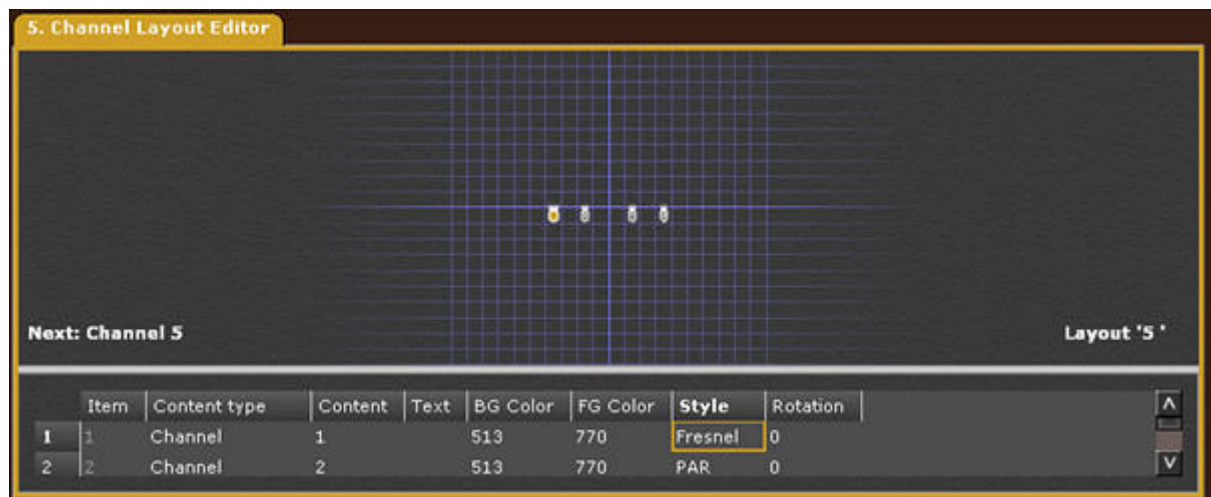 5. Channel Layout Editor
Next: Channel 5
Layout '5 '
Item Content type Content Text BG Color FG Color Style Rotation
1 1 Channel 1 513 770 Fresnel 0
2 2 Channel 2 513 770 PAR 0